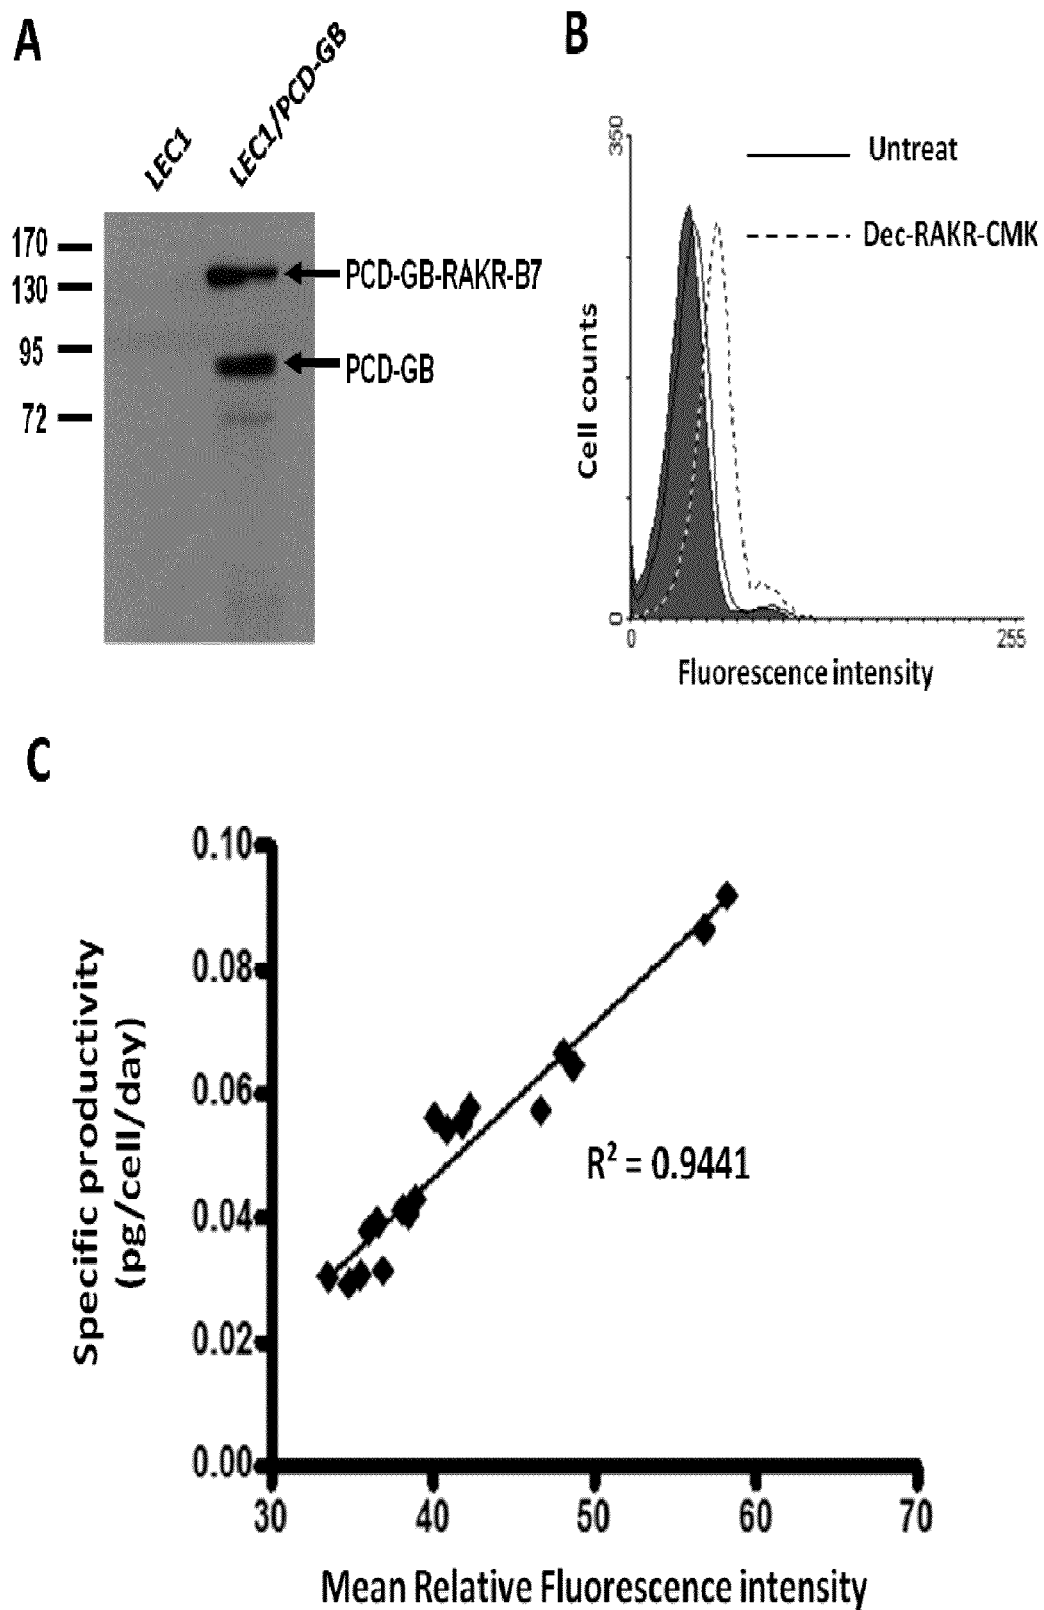 A
LEC1
LEC1/PCD-GB
170
130
95
72
PCD-GB-RAKR-B7
PCD-GB
B
350
0
Cell counts
Untreat
Dec-RAKR-CMK
0
255
Fluorescence intensity
C
0.10
0.08
0.06
0.04
0.02
0.00
Specific productivity
(pg/cell/day)
R² = 0.9441
30
40
50
60
70
Mean Relative Fluorescence intensity